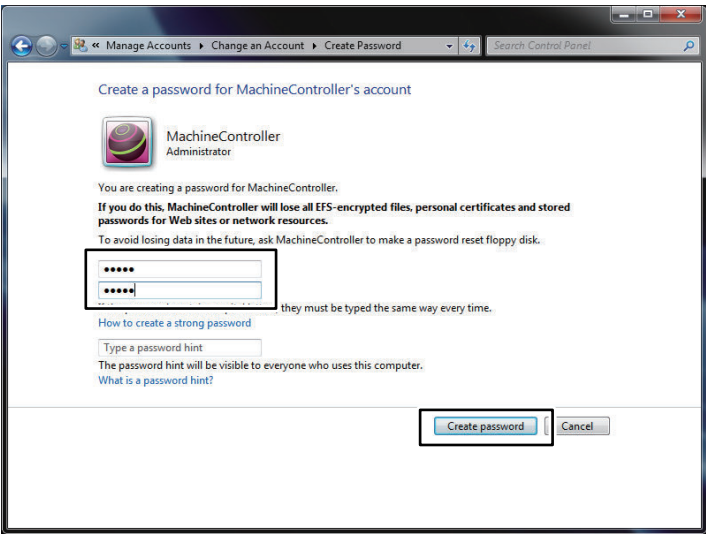 « Manage Accounts ▸ Change an Account ▸ Create Password
Search Control Panel
Create a password for MachineController's account
MachineController
Administrator
You are creating a password for MachineController.
If you do this, MachineController will lose all EFS-encrypted files, personal certificates and stored
passwords for Web sites or network resources.
To avoid losing data in the future, ask MachineController to make a password reset floppy disk.
•••••
•••••
they must be typed the same way every time.
How to create a strong password
Type a password hint
The password hint will be visible to everyone who uses this computer.
What is a password hint?
Create password
Cancel